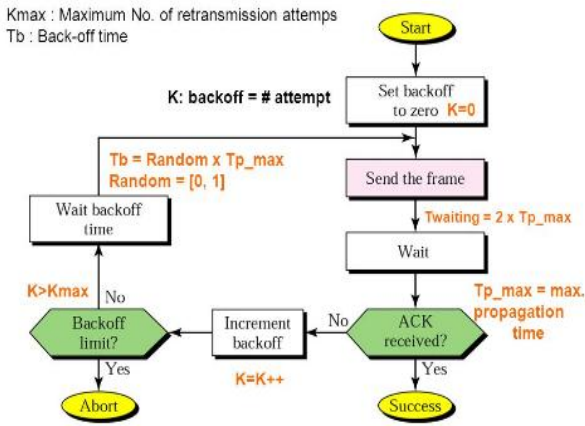 Kmax : Maximum No. of retransmission attemps
Tb : Back-off time
Start
K: backoff = # attempt
Set backoff
to zero K=0
Tb = Random x Tp_max
Random = [0, 1]
Send the frame
Wait backoff
time
Twaiting = 2 x Tp_max
Wait
K>Kmax
No
Tp_max = max.
propagation
time
Backoff
limit?
Increment
backoff
No
ACK
received?
K=K++
Yes
Yes
Abort
Success